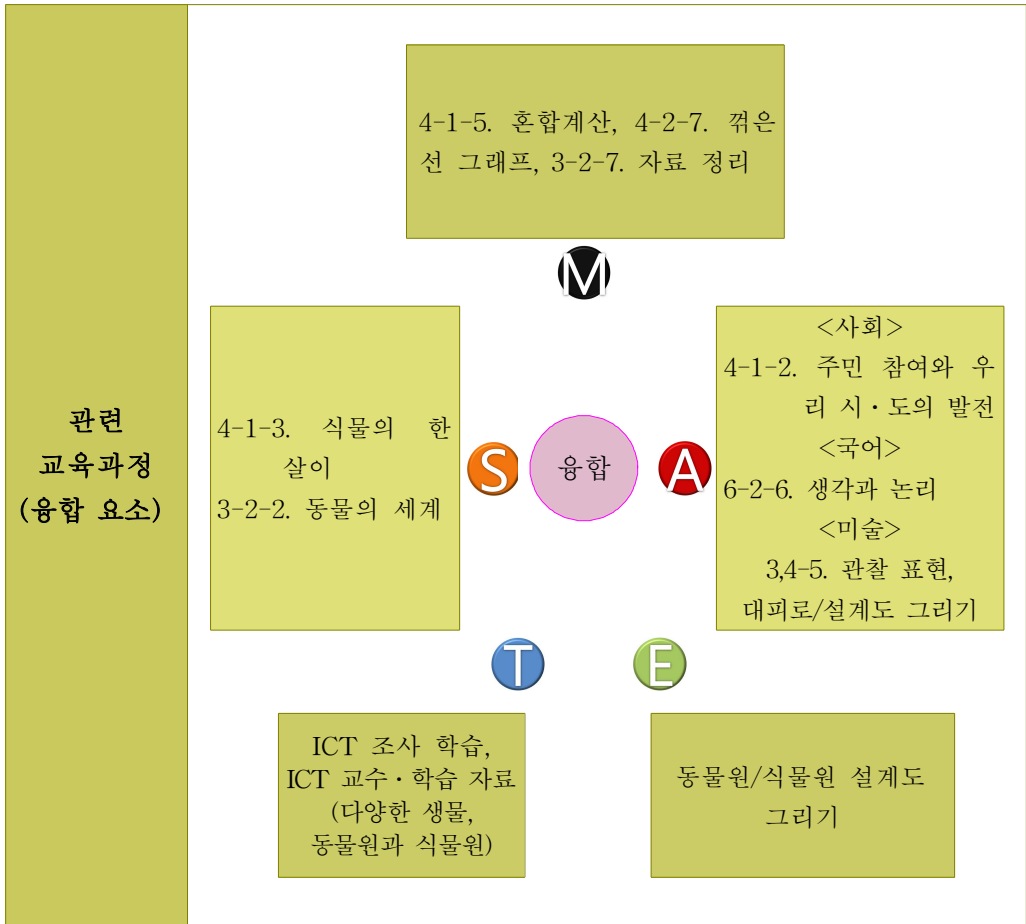 관련
교육과정
(융합 요소)
4-1-5. 혼합계산, 4-2-7. 꺾은
선 그래프, 3-2-7. 자료 정리
M
4-1-3. 식물의 한
살이
3-2-2. 동물의 세계
S
융합
A
<사회>
4-1-2. 주민 참여와 우
리 시·도의 발전
<국어>
6-2-6. 생각과 논리
<미술>
3,4-5. 관찰 표현,
대피로/설계도 그리기
T
E
ICT 조사 학습,
ICT 교수·학습 자료
(다양한 생물,
동물원과 식물원)
동물원/식물원 설계도
그리기